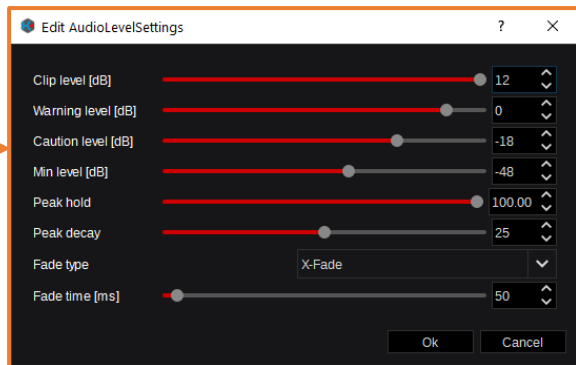 Edit AudioLevelSettings ?
Clip level [dB] 12
Warning level [dB] 0
Caution level [dB] -18
Min level [dB] -48
Peak hold 100.00
Peak decay 25
Fade type X-Fade
Fade time [ms] 50
Ok Cancel